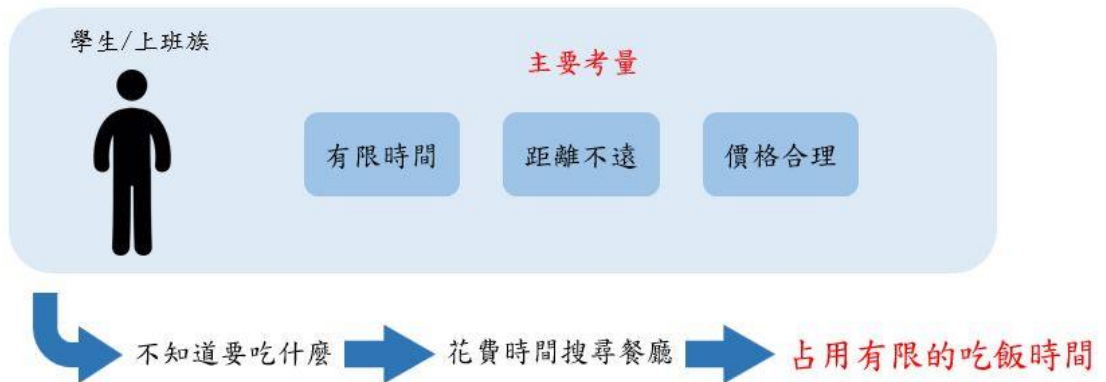 學生/上班族
主要考量
有限時間
距離不遠
價格合理
不知道要吃什麼
花費時間搜尋餐廳
占用有限的吃飯時間